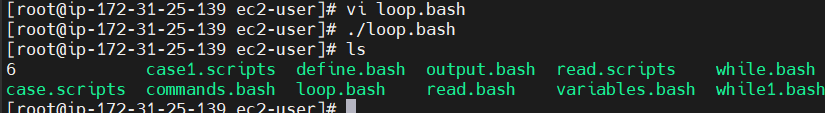 [root@ip-172-31-25-139 ec2-user]# vi loop.bash
[root@ip-172-31-25-139 ec2-user]# ./loop.bash
[root@ip-172-31-25-139 ec2-user]# ls
6             case1.scripts  define.bash  output.bash  read.scripts    while.bash
case.scripts  commands.bash  loop.bash    read.bash    variables.bash  while1.bash
[root@ip-172-31-25-139 ec2-user]#